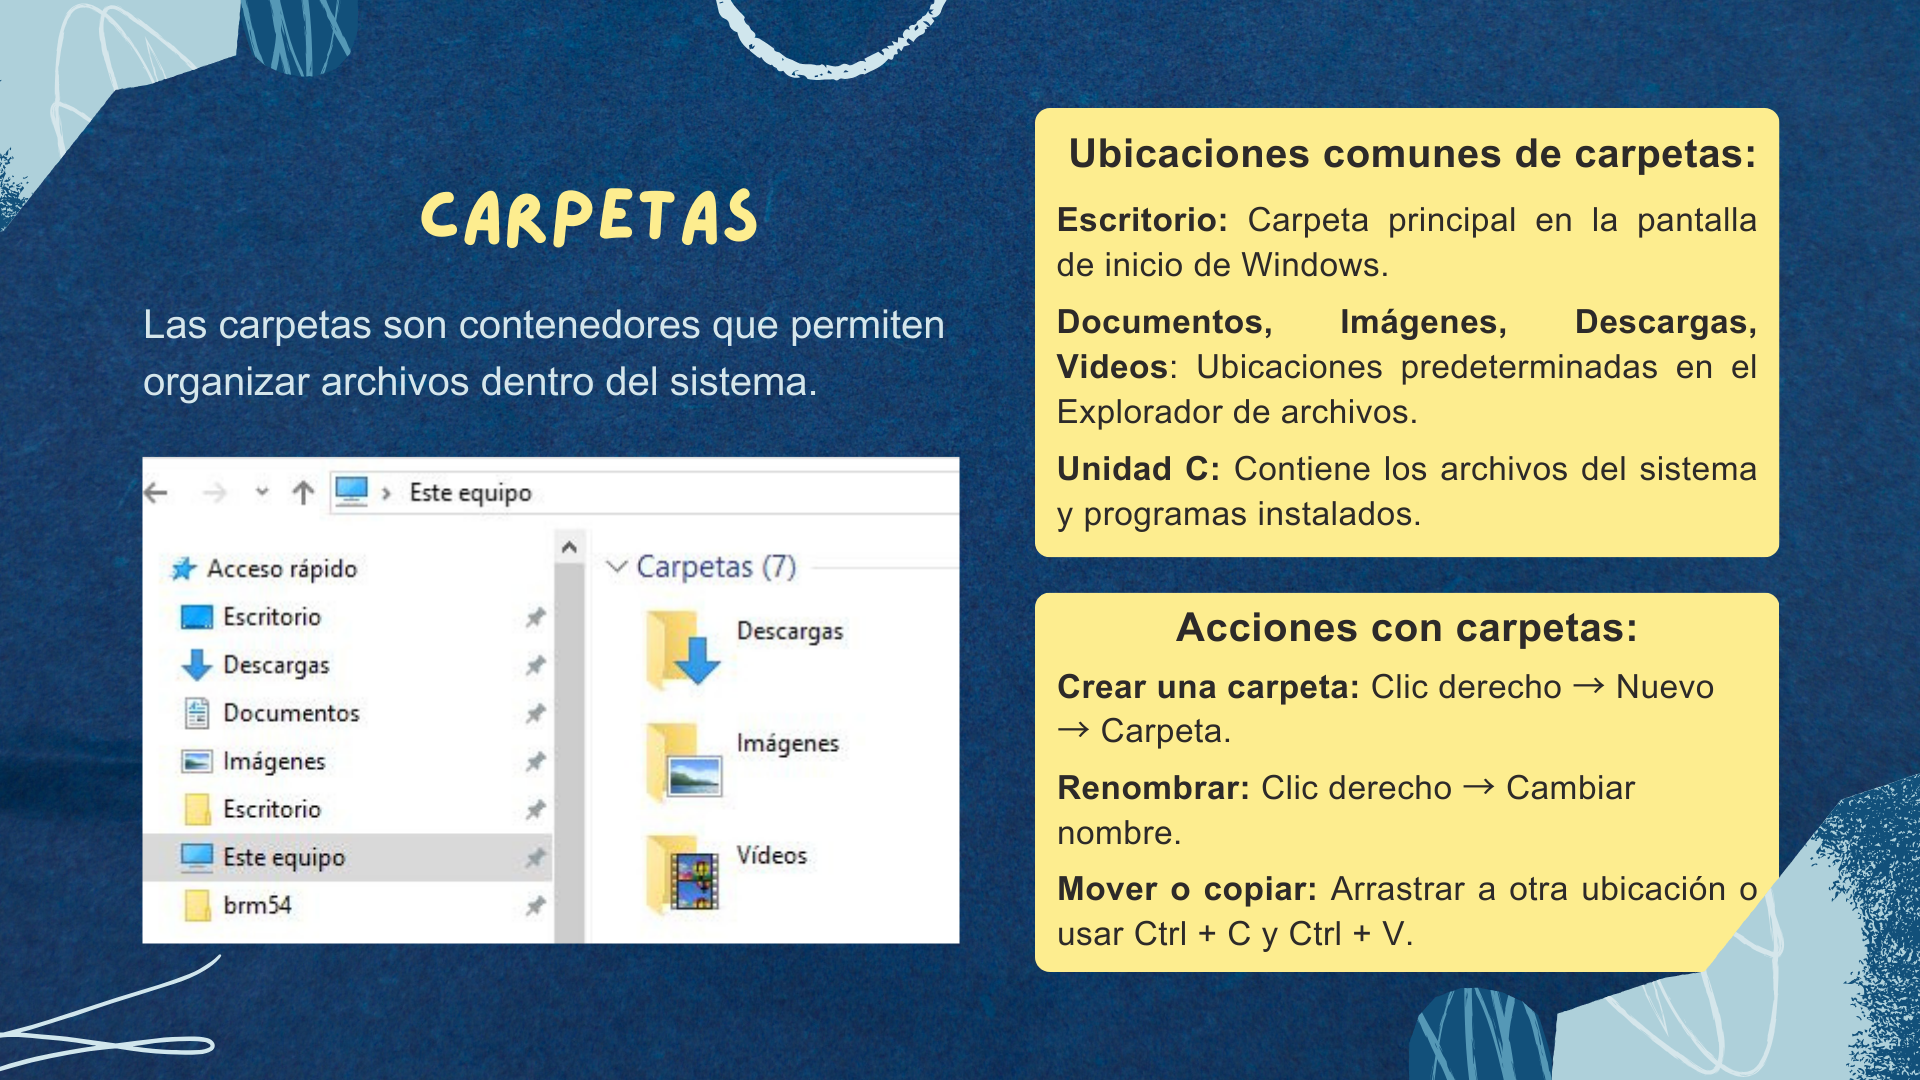 CARPETAS
Las carpetas son contenedores que permiten
organizar archivos dentro del sistema.
Este equipo
Acceso rápido
Escritorio
Descargas
Documentos
Imágenes
Escritorio
Este equipo
brm54
Carpetas (7)
Descargas
Imágenes
Vídeos
Ubicaciones comunes de carpetas:
Escritorio: Carpeta principal en la pantalla
de inicio de Windows.
Documentos, Imágenes, Descargas,
Videos: Ubicaciones predeterminadas en el
Explorador de archivos.
Unidad C: Contiene los archivos del sistema
y programas instalados.
Acciones con carpetas:
Crear una carpeta: Clic derecho → Nuevo
→ Carpeta.
Renombrar: Clic derecho → Cambiar
nombre.
Mover o copiar: Arrastrar a otra ubicación o
usar Ctrl + C y Ctrl + V.